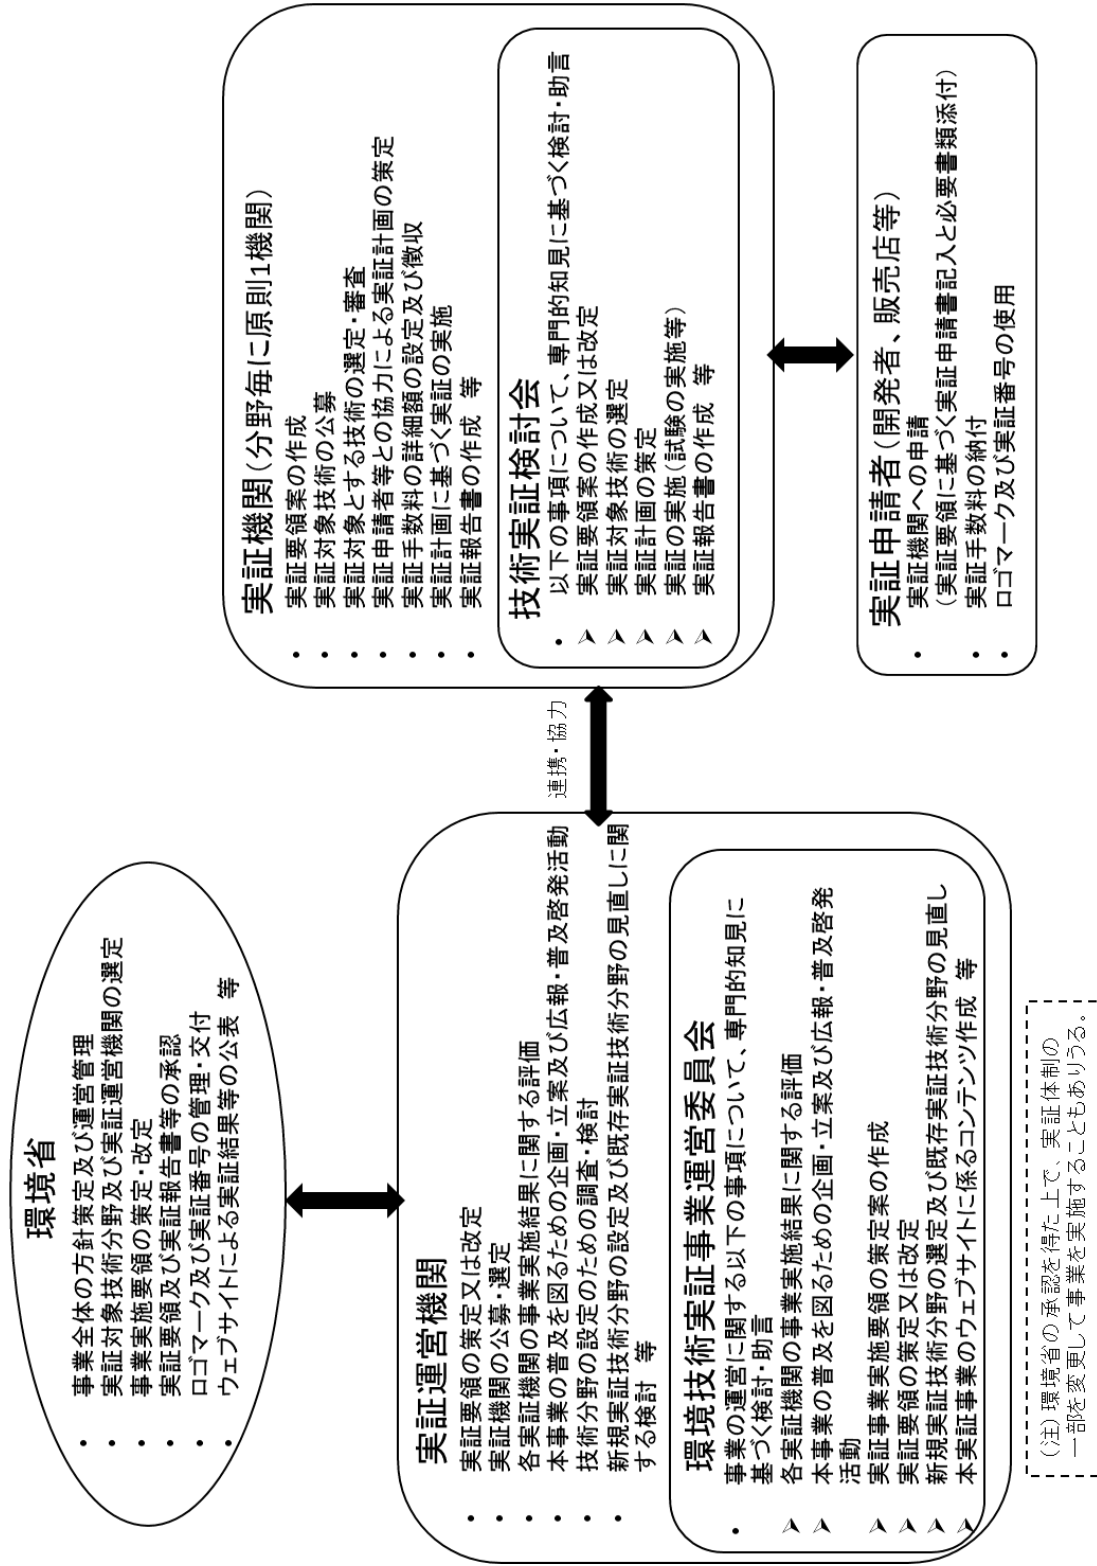 環境省
・ 事業全体の方針策定及び運営管理
・ 実証対象技術分野及び実証運営機関の選定
・ 事業実施要領の策定・改定
・ 実証要領及び実証報告書等の承認
・ ロゴマーク及び実証番号の管理・交付
・ ウェブサイトによる実証結果等の公表 等
実証運営機関
・ 実証要領の策定又は改定
・ 実証機関の公募・選定
・ 各実証機関の事業実施結果に関する評価
・ 本事業の普及を図るための企画・立案及び広報・普及啓発活動
・ 技術分野の設定のための調査・検討
・ 新規実証技術分野の設定及び既存実証技術分野の見直しに関
する検討 等
環境技術実証事業運営委員会
・ 事業の運営に関する以下の事項について、専門的知見に
基づく検討・助言
➢ 各実証機関の事業実施結果に関する評価
➢ 本事業の普及を図るための企画・立案及び広報・普及啓発
活動
➢ 実証事業実施要領の策定案の作成
➢ 実証要領の策定又は改定
➢ 新規実証技術分野の選定及び既存実証技術分野の見直し
➢ 本実証事業のウェブサイトに係るコンテンツ作成 等
連携・協力
実証機関（分野毎に原則1機関）
・ 実証要領案の作成
・ 実証対象技術の公募
・ 実証対象とする技術の選定・審査
・ 実証申請者等との協力による実証計画の策定
・ 実証手数料の詳細額の設定及び徴収
・ 実証計画に基づく実証の実施
・ 実証報告書の作成 等
技術実証検討会
・ 以下の事項について、専門的知見に基づく検討・助言
➢ 実証要領案の作成又は改定
➢ 実証対象技術の選定
➢ 実証計画の策定
➢ 実証の実施（試験の実施等）
➢ 実証報告書の作成 等
実証申請者（開発者、販売店等）
・ 実証機関への申請
（実証要領に基づく実証申請書記入と必要書類添付）
・ 実証手数料の納付
・ ロゴマーク及び実証番号の使用
（注）環境省の承認を得た上で、実証体制の
一部を変更して事業を実施することもありうる。